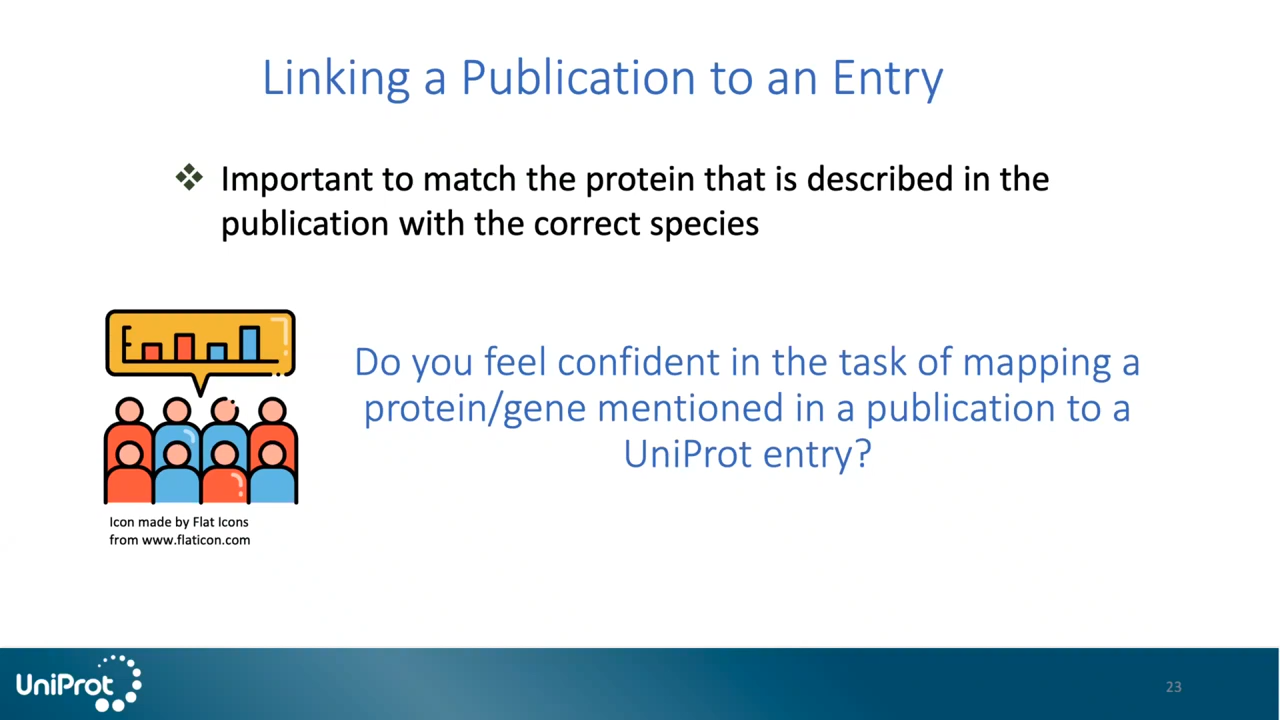 Linking a Publication to an Entry
Important to match the protein that is described in the
publication with the correct species
Do you feel confident in the task of mapping a
protein/gene mentioned in a publication to a
UniProt entry?
Icon made by Flat Icons
from www.flaticon.com
UniProt
23